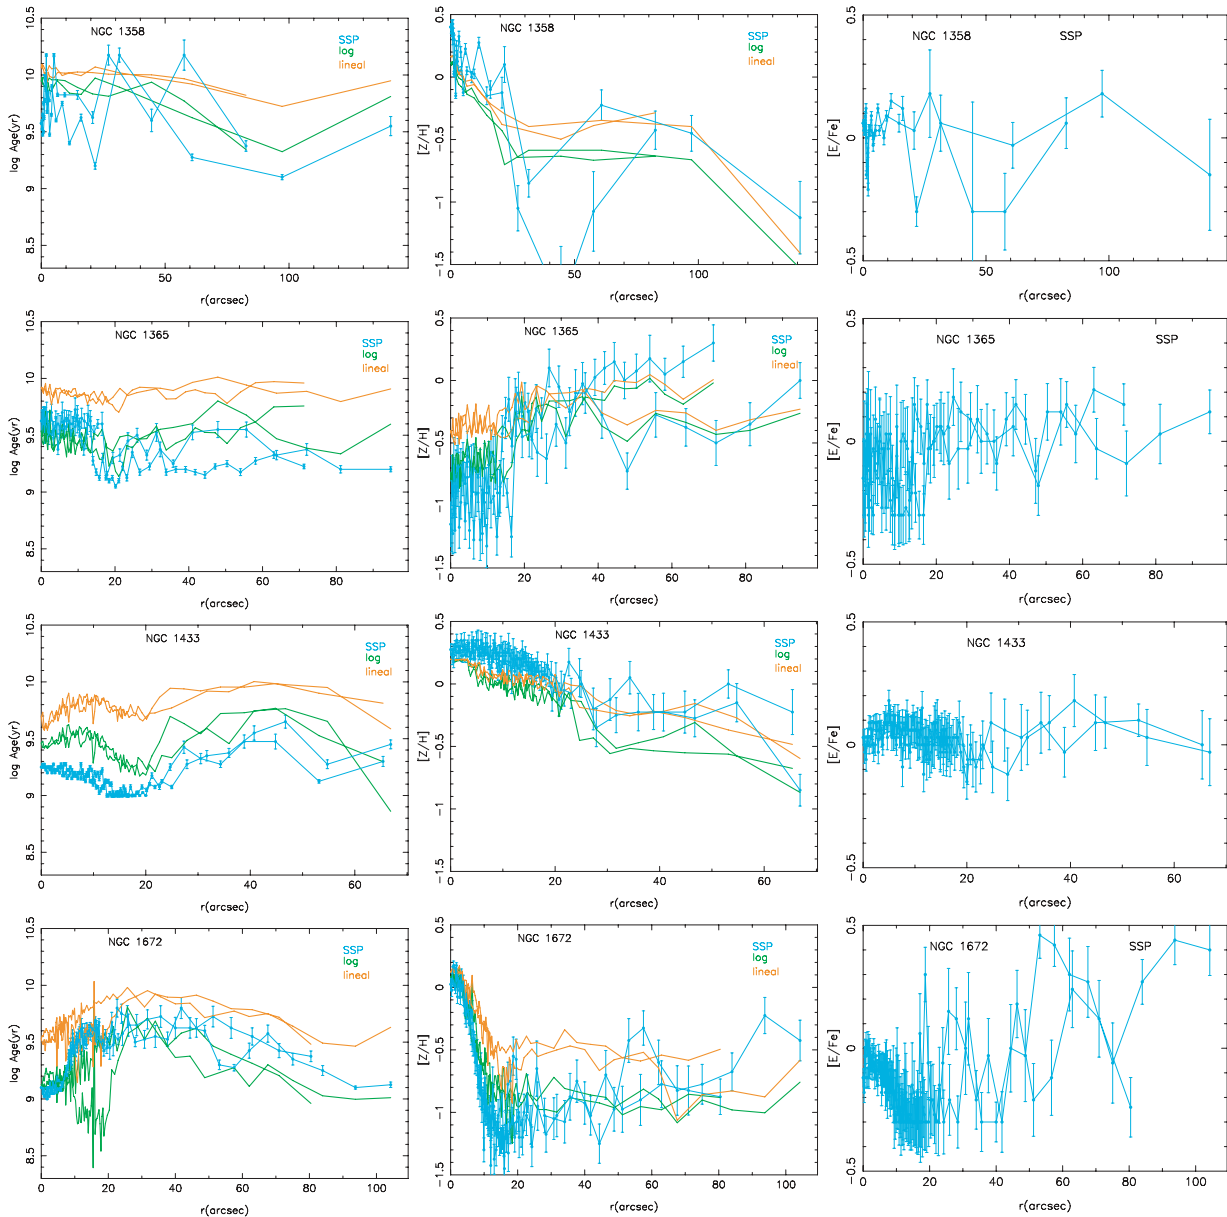 10.5
10
9.5
9
8.5
log Age(yr)
NGC 1358
SSP
log
lineal
0 50 100
r(arcsec)
0.5
0
−0.5
−1
−1.5
[Z/H]
NGC 1358
SSP
log
lineal
0 50 100
r(arcsec)
0.5
0
−0.5
[E/Fe]
NGC 1358
SSP
0 50 100
r(arcsec)
10.5
10
9.5
9
8.5
log Age(yr)
NGC 1365
SSP
log
lineal
0 20 40 60 80
r(arcsec)
0.5
0
−0.5
−1
−1.5
[Z/H]
NGC 1365
SSP
log
lineal
0 20 40 60 80
r(arcsec)
0.5
0
−0.5
[E/Fe]
NGC 1365
SSP
0 20 40 60 80
r(arcsec)
10.5
10
9.5
9
8.5
log Age(yr)
NGC 1433
SSP
log
lineal
0 20 40 60
r(arcsec)
0.5
0
−0.5
−1
−1.5
[Z/H]
NGC 1433
SSP
log
lineal
0 20 40 60
r(arcsec)
0.5
0
−0.5
[E/Fe]
NGC 1433
0 20 40 60
r(arcsec)
10.5
10
9.5
9
8.5
log Age(yr)
NGC 1672
SSP
log
lineal
0 20 40 60 80 100
r(arcsec)
0.5
0
−0.5
−1
−1.5
[Z/H]
NGC 1672
SSP
log
lineal
0 20 40 60 80 100
r(arcsec)
0.5
0
−0.5
[E/Fe]
NGC 1672
SSP
0 20 40 60 80 100
r(arcsec)